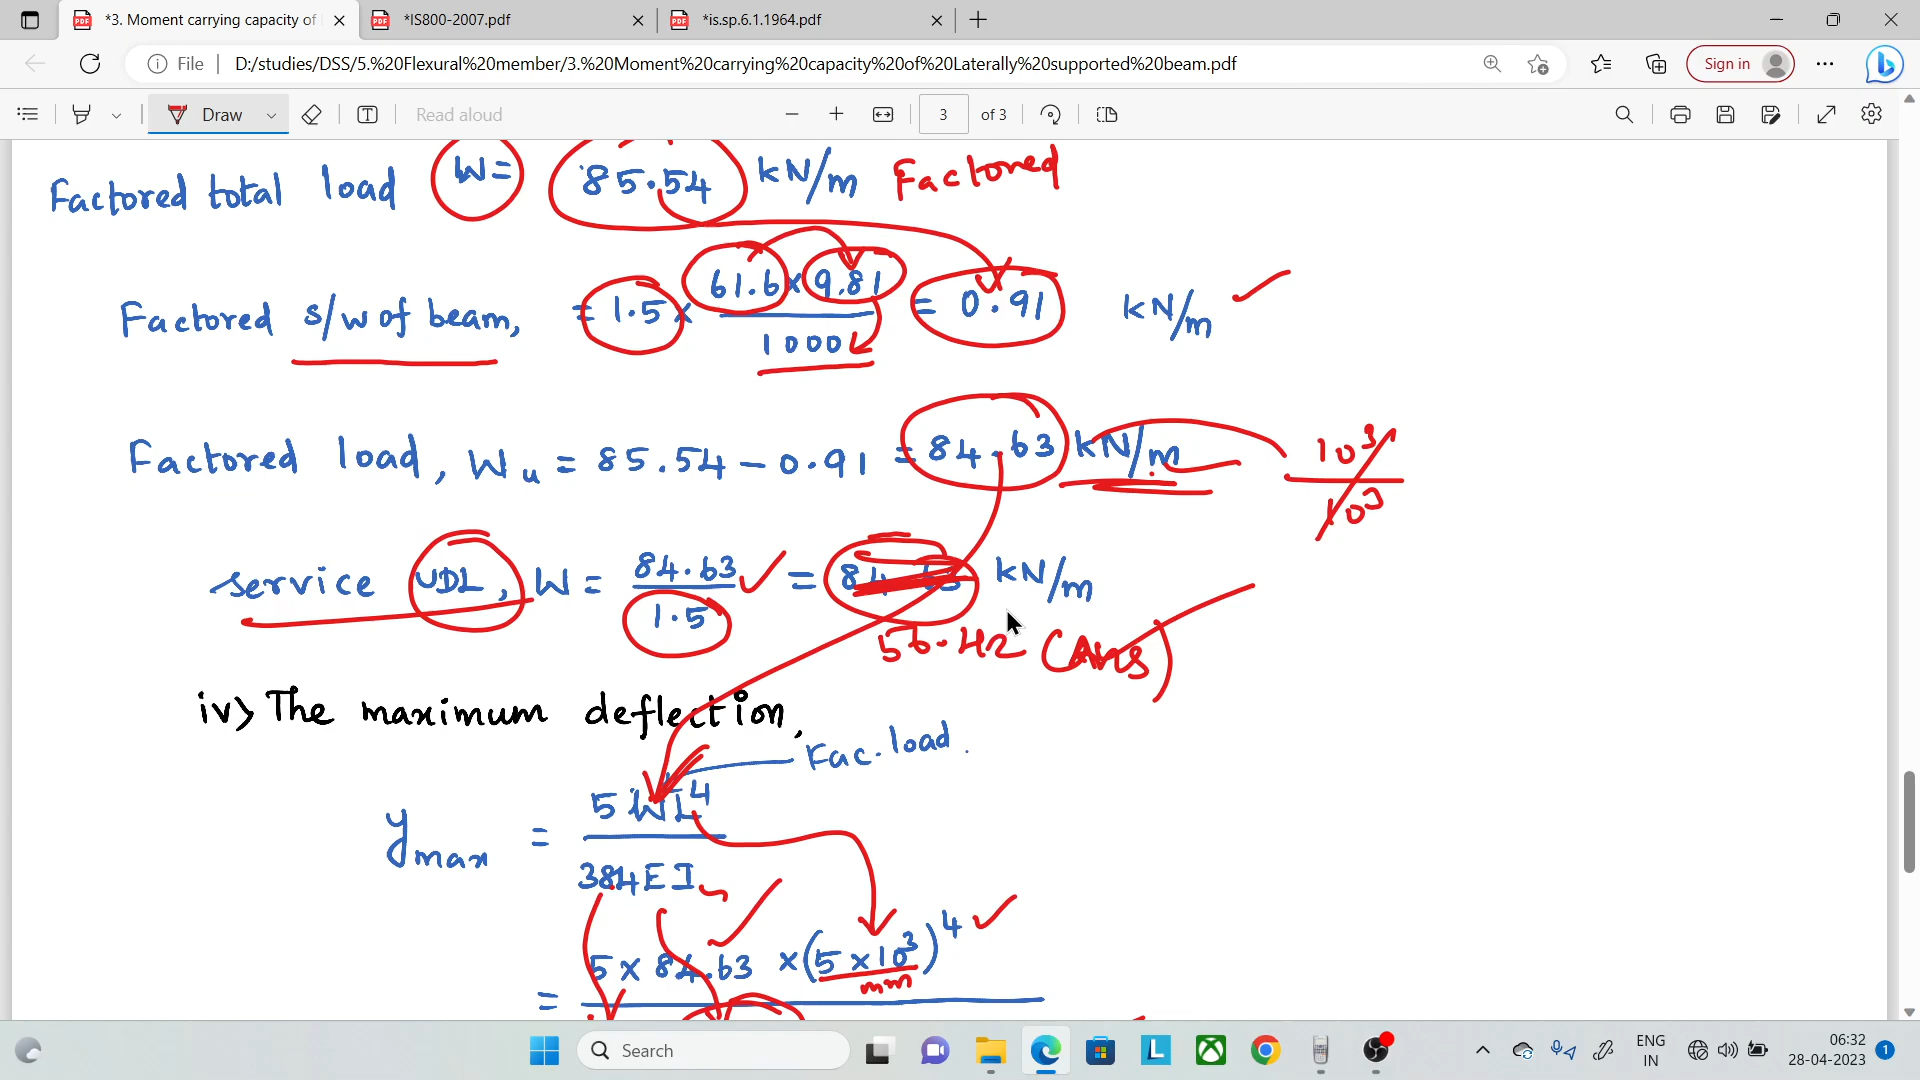 *3. Moment carrying capacity of
*IS800-2007.pdf
*is.sp.6.1.1964.pdf
File
D:/studies/DSS/5.%20Flexural%20member/3.%20Moment%20carrying%20capacity%20of%20Laterally%20supported%20beam.pdf
Sign in
Draw
Read aloud
3 of 3
Factored total load W = 85.54 kN/m Factored
Factored s/w of beam, = 1.5 × 61.6 × 9.81 / 1000 = 0.91 kN/m
Factored load, Wu = 85.54 − 0.91 = 84.63 kN/m 10³/10³
service UDL, W = 84.63 / 1.5 = 84.63 kN/m
56.42 (Ans)
iv) The maximum deflection,
Fac. load.
ymax = 5WL⁴ / 384EI
= 5 × 84.63 × (5 × 10³)⁴
mm
Search
ENG
IN
06:32
28-04-2023
1